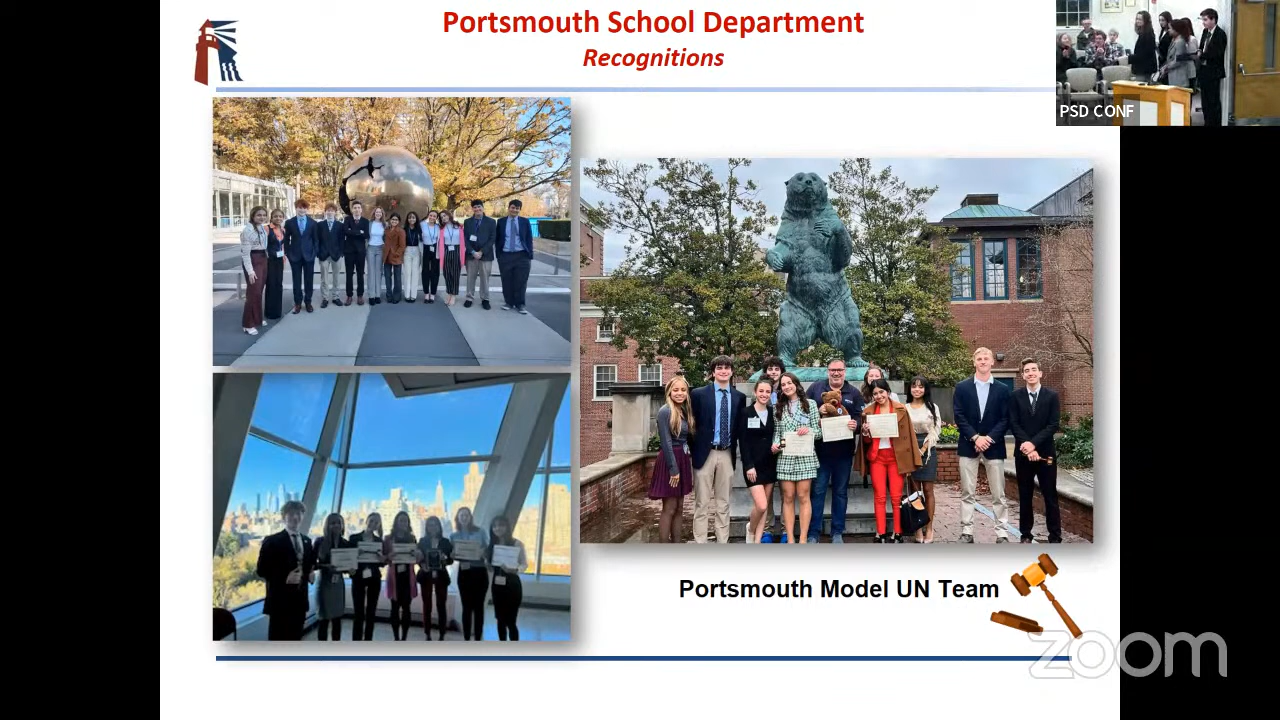 Portsmouth School Department
Recognitions
PSD CONF
Portsmouth Model UN Team
zoom